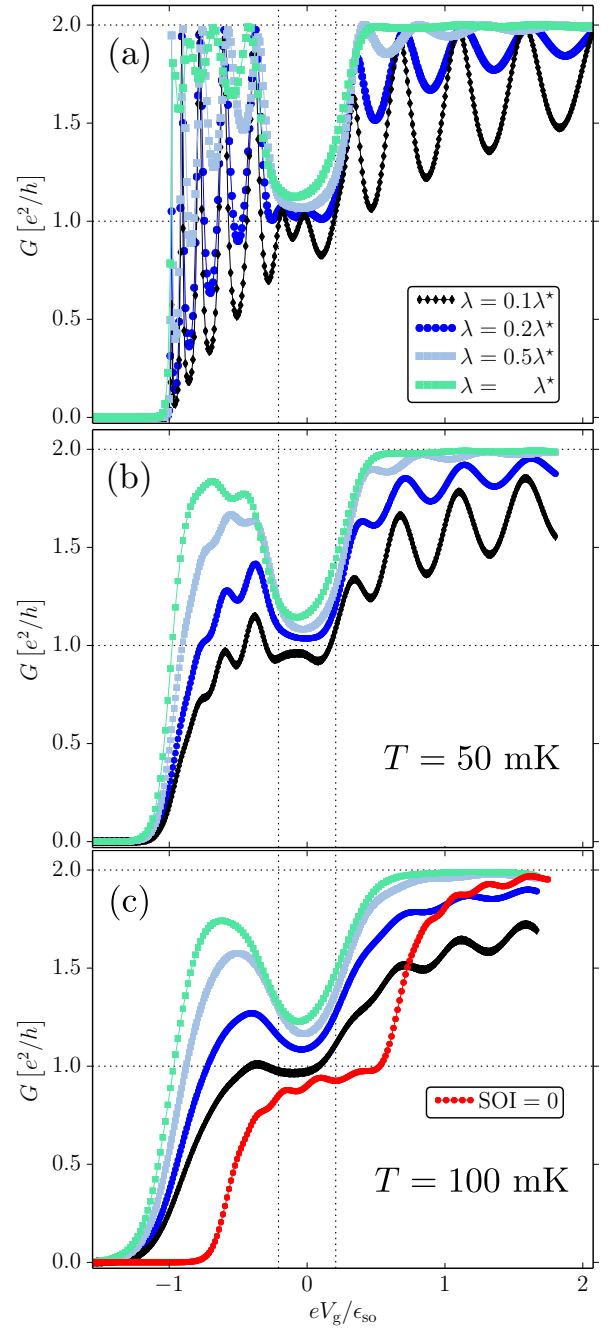 (a)
2.0
1.5
1.0
0.5
0.0
G [e²/h]
λ = 0.1λ⋆
λ = 0.2λ⋆
λ = 0.5λ⋆
λ = λ⋆
(b)
2.0
1.5
1.0
0.5
0.0
G [e²/h]
T = 50 mK
(c)
2.0
1.5
1.0
0.5
0.0
G [e²/h]
SOI = 0
T = 100 mK
−1 0 1 2
eV_g/ϵ_so